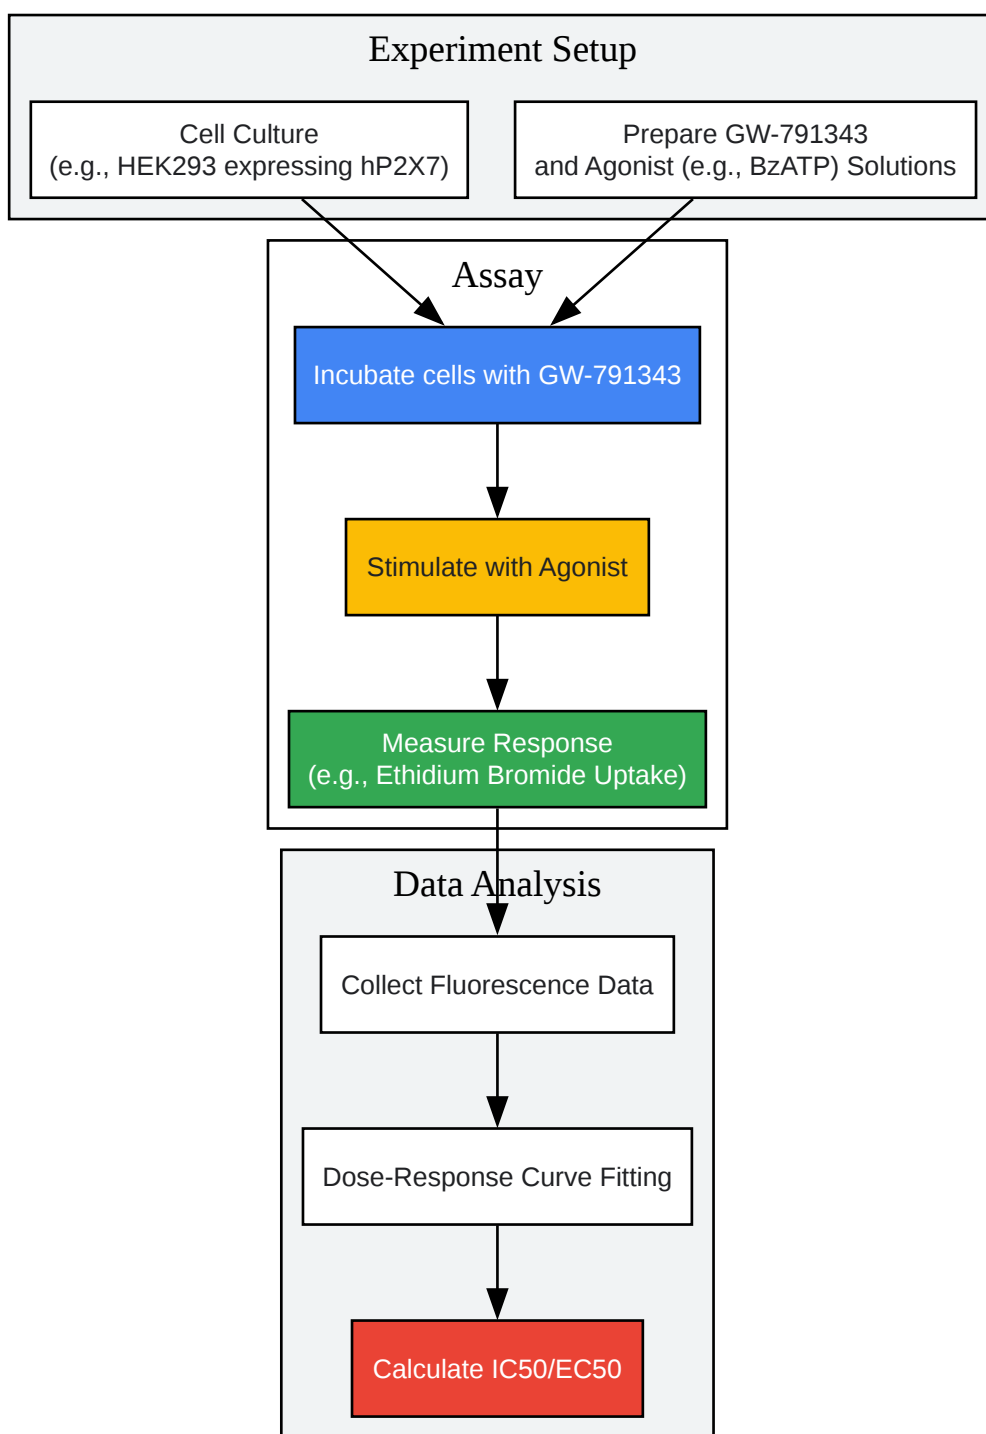 Experiment Setup
Cell Culture
(e.g., HEK293 expressing hP2X7)
Prepare GW-791343
and Agonist (e.g., BzATP) Solutions
Assay
Incubate cells with GW-791343
Stimulate with Agonist
Measure Response
(e.g., Ethidium Bromide Uptake)
Data Analysis
Collect Fluorescence Data
Dose-Response Curve Fitting
Calculate IC50/EC50